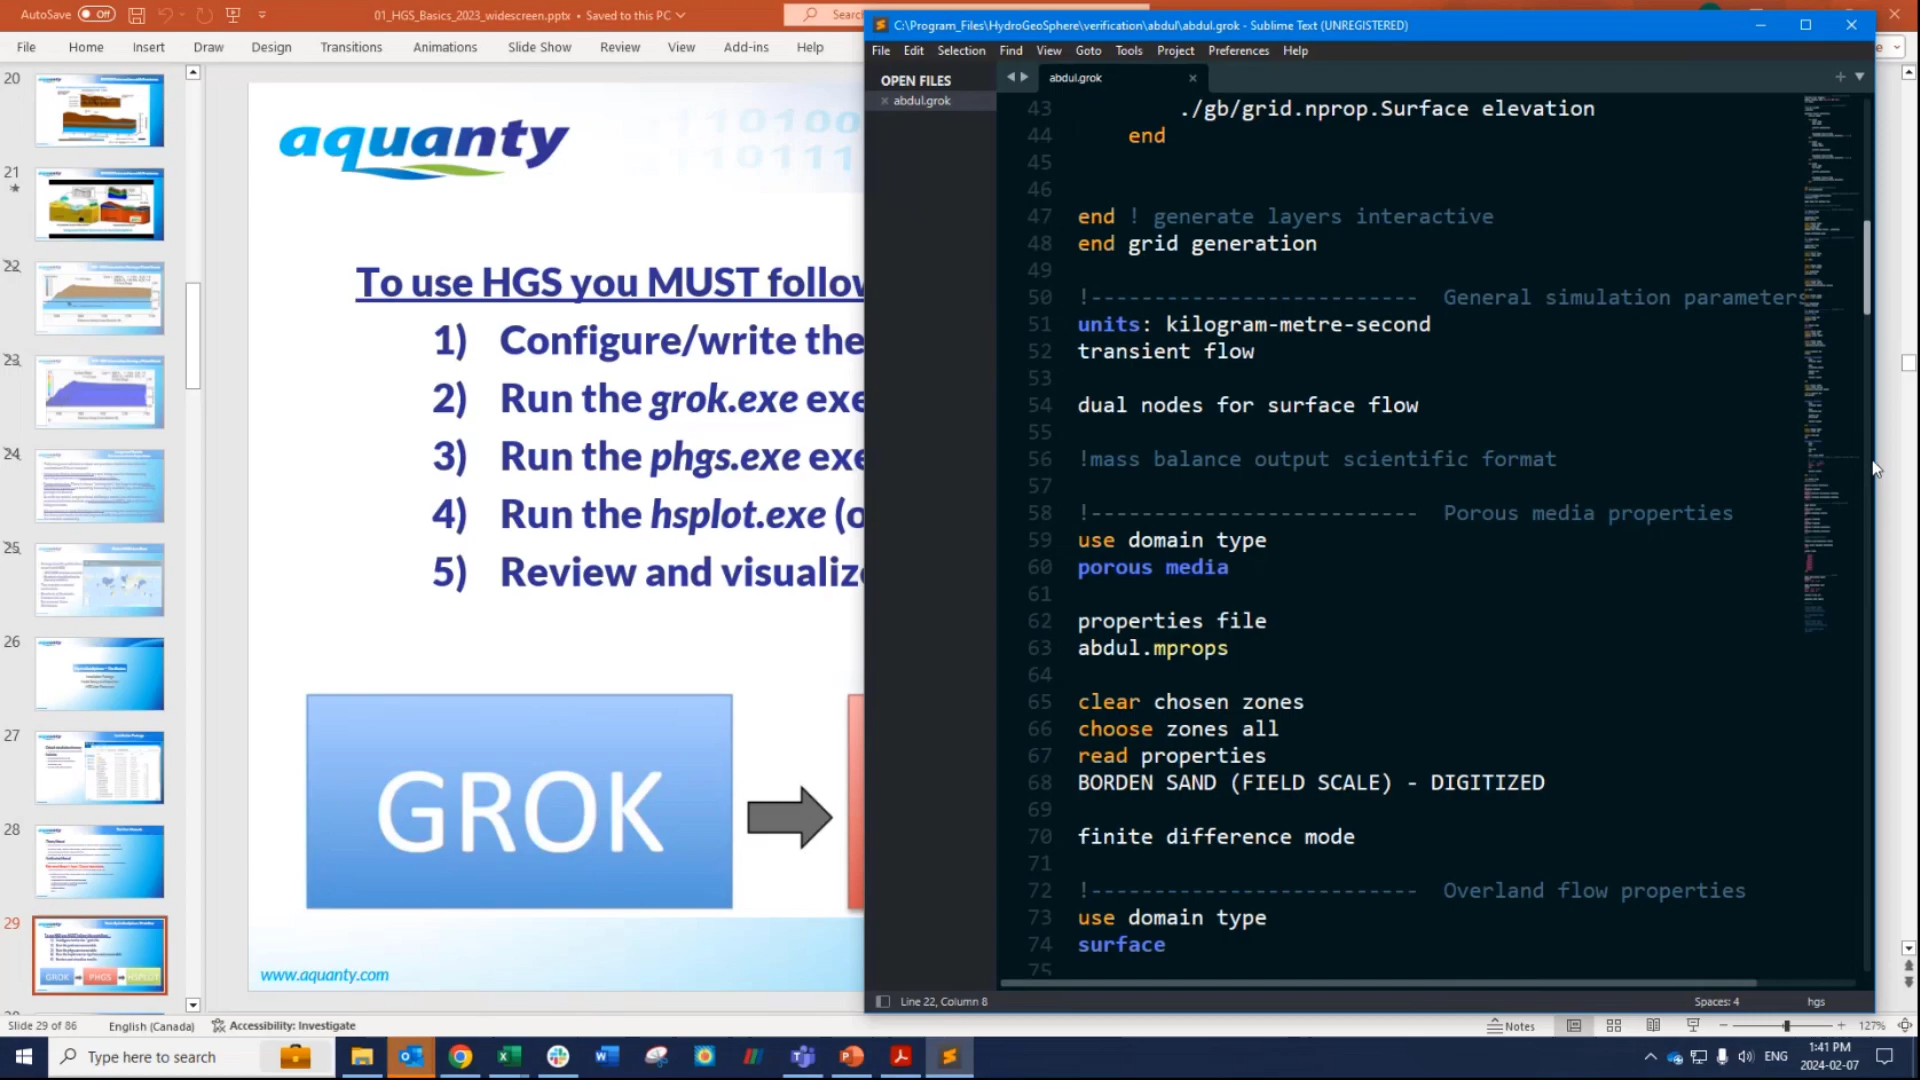 AutoSave Off
01_HGS_Basics_2023_widescreen.pptx • Saved to this PC
File Home Insert Draw Design Transitions Animations Slide Show Review View Add-ins Help
20
21
22
23
24
25
26
27
28
29
aquanty
To use HGS you MUST follow
1) Configure/write the
2) Run the grok.exe exe
3) Run the phgs.exe exe
4) Run the hsplot.exe (o
5) Review and visualize
GROK
www.aquanty.com
C:\Program_Files\HydroGeoSphere\verification\abdul\abdul.grok - Sublime Text (UNREGISTERED)
File Edit Selection Find View Goto Tools Project Preferences Help
OPEN FILES
abdul.grok
abdul.grok
43 ./gb/grid.nprop.Surface elevation
44 end
45
46
47 end ! generate layers interactive
48 end grid generation
49
50 !-------------------------- General simulation parameters
51 units: kilogram-metre-second
52 transient flow
53
54 dual nodes for surface flow
55
56 !mass balance output scientific format
57
58 !-------------------------- Porous media properties
59 use domain type
60 porous media
61
62 properties file
63 abdul.mprops
64
65 clear chosen zones
66 choose zones all
67 read properties
68 BORDEN SAND (FIELD SCALE) - DIGITIZED
69
70 finite difference mode
71
72 !-------------------------- Overland flow properties
73 use domain type
74 surface
75
Line 22, Column 8
Spaces: 4
hgs
Slide 29 of 86
English (Canada)
Accessibility: Investigate
Notes
127%
Type here to search
ENG
1:41 PM
2024-02-07